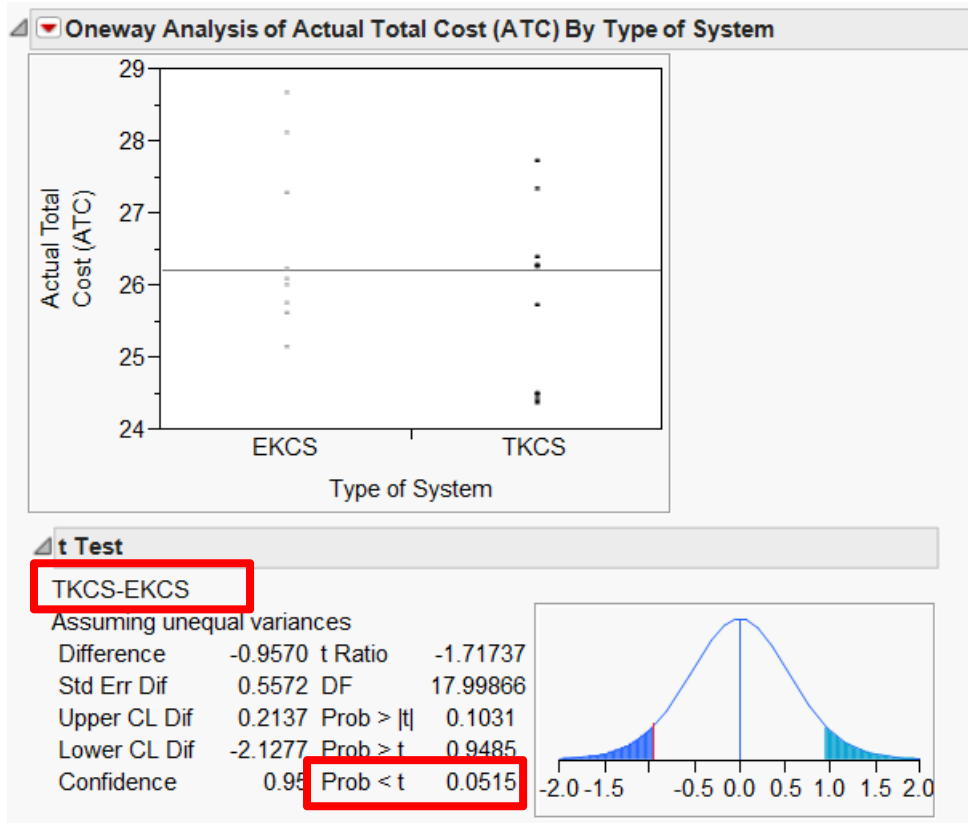 Oneway Analysis of Actual Total Cost (ATC) By Type of System
29
28
27
26
25
24
Actual Total
Cost (ATC)
EKCS TKCS
Type of System
t Test
TKCS-EKCS
Assuming unequal variances
Difference -0.9570 t Ratio -1.71737
Std Err Dif 0.5572 DF 17.99866
Upper CL Dif 0.2137 Prob > |t| 0.1031
Lower CL Dif -2.1277 Prob > t 0.9485
Confidence 0.95 Prob < t 0.0515
-2.0 -1.5 -0.5 0.0 0.5 1.0 1.5 2.0